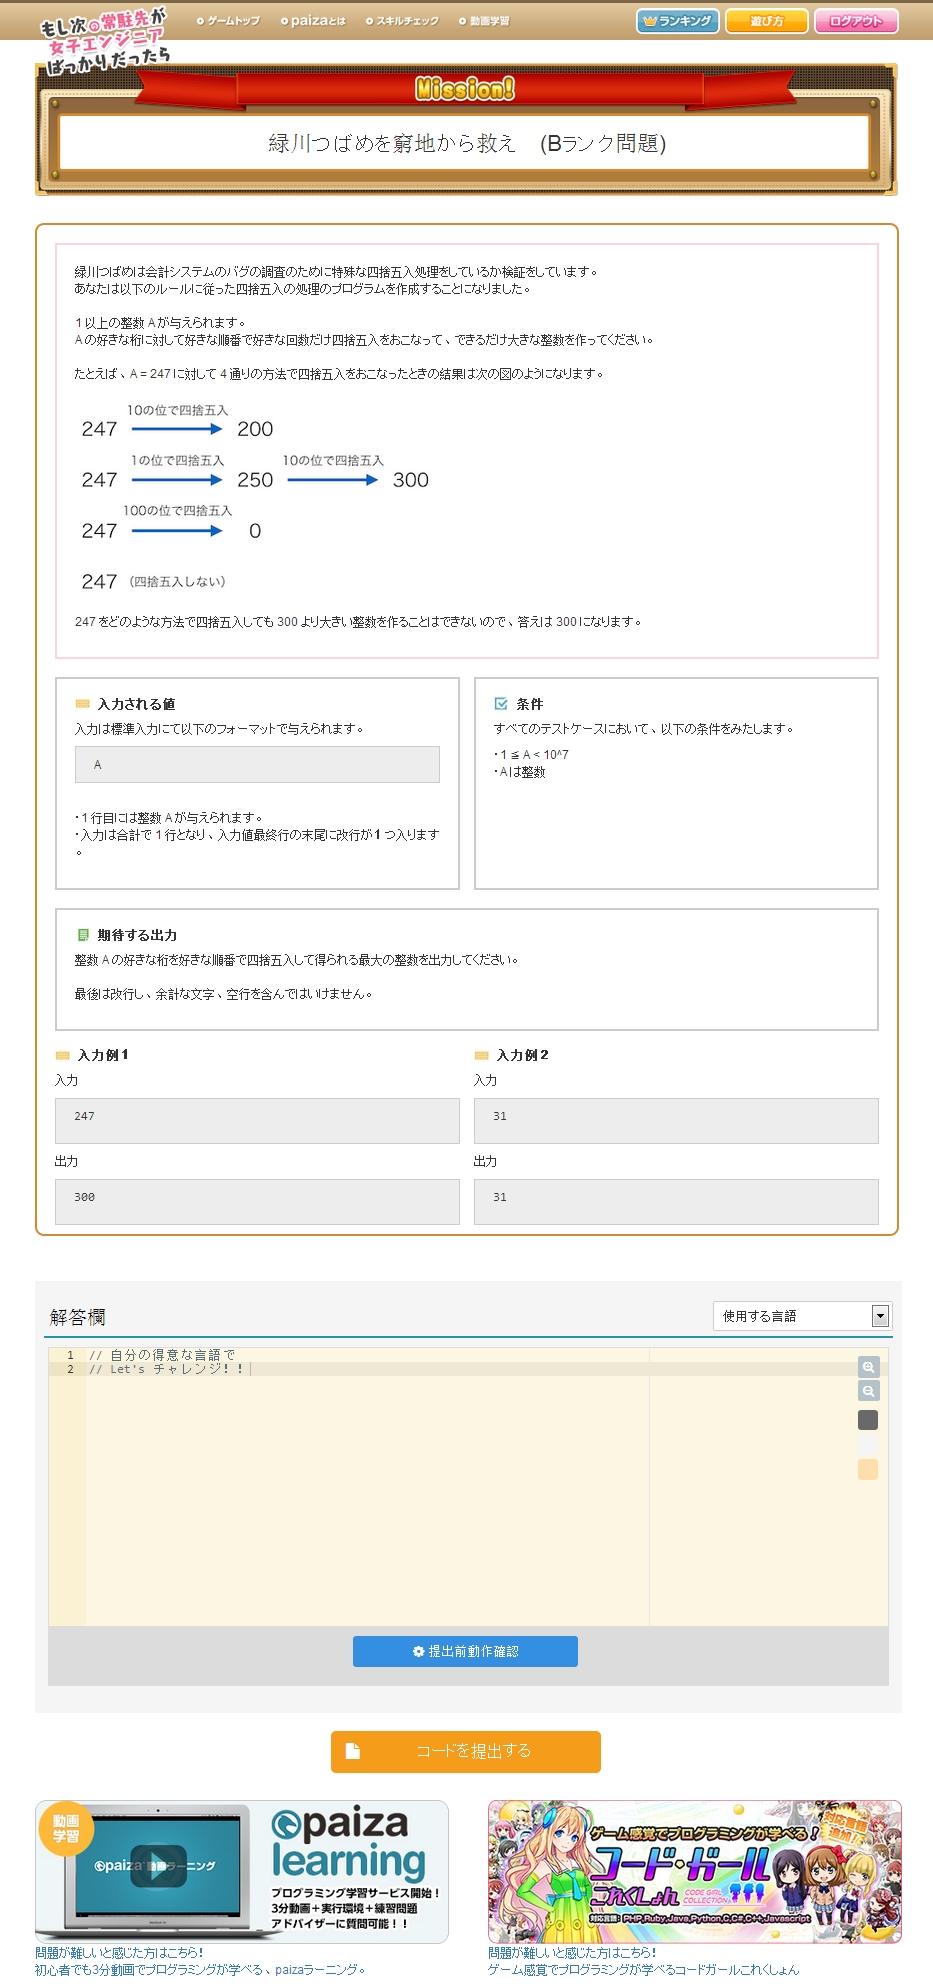 もし次の常駐先が
女子エンジニア
ばっかりだったら
ゲームトップ
paizaとは
スキルチェック
動画学習
ランキング
遊び方
ログアウト
Mission!
緑川つばめを窮地から救え　(Bランク問題)
緑川つばめは会計システムのバグの調査のために特殊な四捨五入処理をしているか検証をしています。
あなたは以下のルールに従った四捨五入の処理のプログラムを作成することになりました。
1 以上の整数 A が与えられます。
A の好きな桁に対して好きな順番で好きな回数だけ四捨五入をおこなって、できるだけ大きな整数を作ってください。
たとえば、A = 247 に対して 4 通りの方法で四捨五入をおこなったときの結果は次の図のようになります。
10の位で四捨五入
247 → 200
1の位で四捨五入 10の位で四捨五入
247 → 250 → 300
100の位で四捨五入
247 → 0
247 （四捨五入しない）
247 をどのような方法で四捨五入しても 300 より大きい整数を作ることはできないので、答えは 300 になります。
入力される値
入力は標準入力にて以下のフォーマットで与えられます。
A
・1 行目には整数 A が与えられます。
・入力は合計で 1 行となり、入力値最終行の末尾に改行が 1 つ入ります
。
条件
すべてのテストケースにおいて、以下の条件をみたします。
・1 ≦ A < 10^7
・A は整数
期待する出力
整数 A の好きな桁を好きな順番で四捨五入して得られる最大の整数を出力してください。
最後は改行し、余計な文字、空行を含んではいけません。
入力例1
入力
247
出力
300
入力例2
入力
31
出力
31
解答欄
使用する言語
1 // 自分の得意な言語で
2 // Let's チャレンジ！！
提出前動作確認
コードを提出する
動画
学習
paiza動画ラーニング
paiza
learning
プログラミング学習サービス開始！
3分動画＋実行環境＋練習問題
アドバイザーに質問可能！！
問題が難しいと感じた方はこちら！
初心者でも3分動画でプログラミングが学べる、paizaラーニング。
対応言語
追加！
ゲーム感覚でプログラミングが学べる！
コード・ガール
これくしょん
CODE GIRL
COLLECTION
対応言語：PHP,Ruby,Java,Python,C,C#,C++,Javascript
問題が難しいと感じた方はこちら！
ゲーム感覚でプログラミングが学べるコードガールこれくしょん